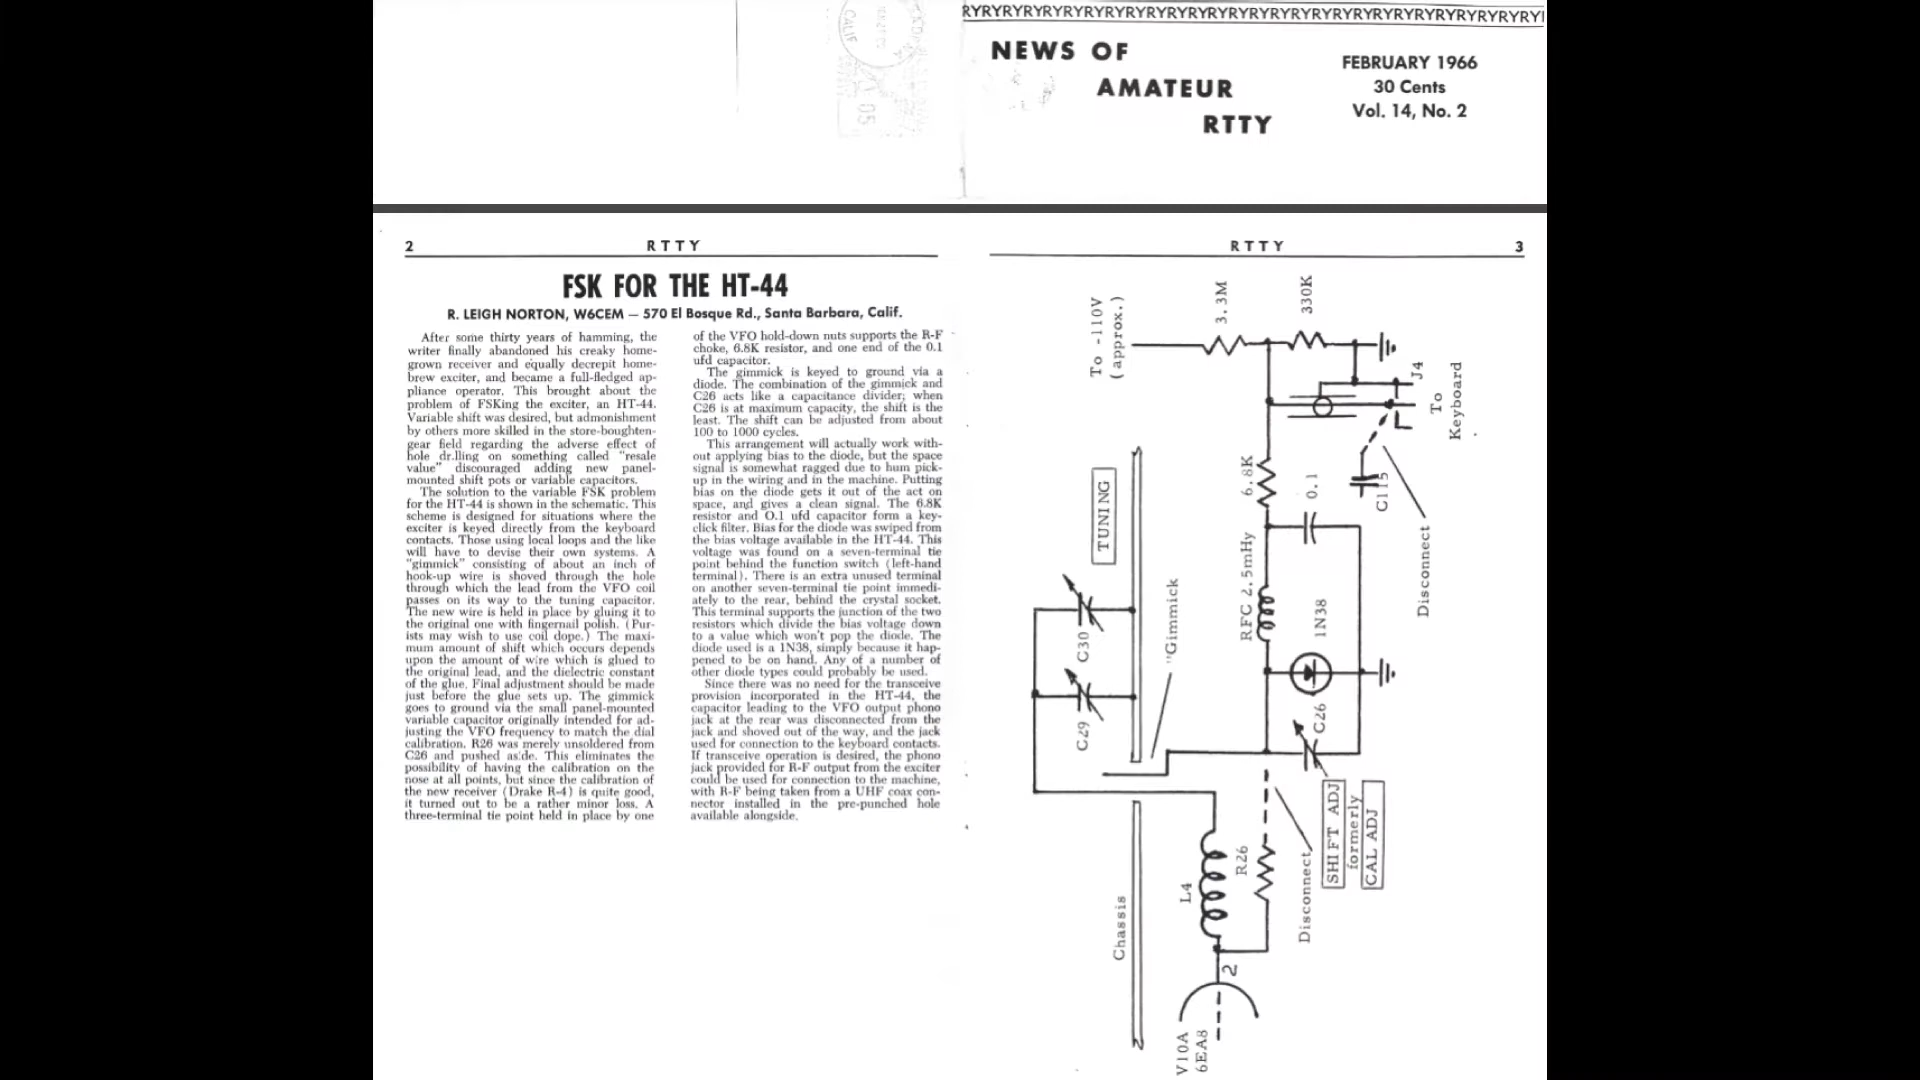 CALIF
RYRYRYRYRYRYRYRYRYRYRYRYRYRYRYRYRYRYRYRYRYRYRYRYRYRYRYRYRY
NEWS OF
AMATEUR
RTTY
FEBRUARY 1966
30 Cents
Vol. 14, No. 2
2
RTTY
FSK FOR THE HT-44
R. LEIGH NORTON, W6CEM — 570 El Bosque Rd., Santa Barbara, Calif.
After some thirty years of hamming, the
writer finally abandoned his creaky home-
grown receiver and equally decrepit home-
brew exciter, and became a full-fledged ap-
pliance operator. This brought about the
problem of FSKing the exciter, an HT-44.
Variable shift was desired, but admonishment
by others more skilled in the store-boughten-
gear field regarding the adverse effect of
hole dr.lling on something called "resale
value" discouraged adding new panel-
mounted shift pots or variable capacitors.
The solution to the variable FSK problem
for the HT-44 is shown in the schematic. This
scheme is designed for situations where the
exciter is keyed directly from the keyboard
contacts. Those using local loops and the like
will have to devise their own systems. A
"gimmick" consisting of about an inch of
hook-up wire is shoved through the hole
through which the lead from the VFO coil
passes on its way to the tuning capacitor.
The new wire is held in place by gluing it to
the original one with fingernail polish. (Pur-
ists may wish to use coil dope.) The maxi-
mum amount of shift which occurs depends
upon the amount of wire which is glued to
the original lead, and the dielectric constant
of the glue. Final adjustment should be made
just before the glue sets up. The gimmick
goes to ground via the small panel-mounted
variable capacitor originally intended for ad-
justing the VFO frequency to match the dial
calibration. R26 was merely unsoldered from
C26 and pushed as:de. This eliminates the
possibility of having the calibration on the
nose at all points, but since the calibration of
the new receiver (Drake R-4) is quite good,
it turned out to be a rather minor loss. A
three-terminal tie point held in place by one
of the VFO hold-down nuts supports the R-F
choke, 6.8K resistor, and one end of the 0.1
ufd capacitor.
The gimmick is keyed to ground via a
diode. The combination of the gimmick and
C26 acts like a capacitance divider; when
C26 is at maximum capacity, the shift is the
least. The shift can be adjusted from about
100 to 1000 cycles.
This arrangement will actually work with-
out applying bias to the diode, but the space
signal is somewhat ragged due to hum pick-
up in the wiring and in the machine. Putting
bias on the diode gets it out of the act on
space, and gives a clean signal. The 6.8K
resistor and O.1 ufd capacitor form a key-
click filter. Bias for the diode was swiped from
the bias voltage available in the HT-44. This
voltage was found on a seven-terminal tie
point behind the function switch (left-hand
terminal). There is an extra unused terminal
on another seven-terminal tie point immedi-
ately to the rear, behind the crystal socket.
This terminal supports the junction of the two
resistors which divide the bias voltage down
to a value which won't pop the diode. The
diode used is a 1N38, simply because it hap-
pened to be on hand. Any of a number of
other diode types could probably be used.
Since there was no need for the transceive
provision incorporated in the HT-44, the
capacitor leading to the VFO output phono
jack at the rear was disconnected from the
jack and shoved out of the way, and the jack
used for connection to the keyboard contacts.
If transceive operation is desired, the phono
jack provided for R-F output from the exciter
could be used for connection to the machine,
with R-F being taken from a UHF coax con-
nector installed in the pre-punched hole
available alongside.
RTTY
3
To -110V
(approx.)
3.3M
330K
J4
To
Keyboard
TUNING
6.8K
0.1
C115
Disconnect
RFC 2.5mHy
1N38
"Gimmick
C30
C29
C26
SHIFT ADJ
formerly
CAL ADJ
Disconnect
R26
L4
Chassis
2
V10A
6EA8